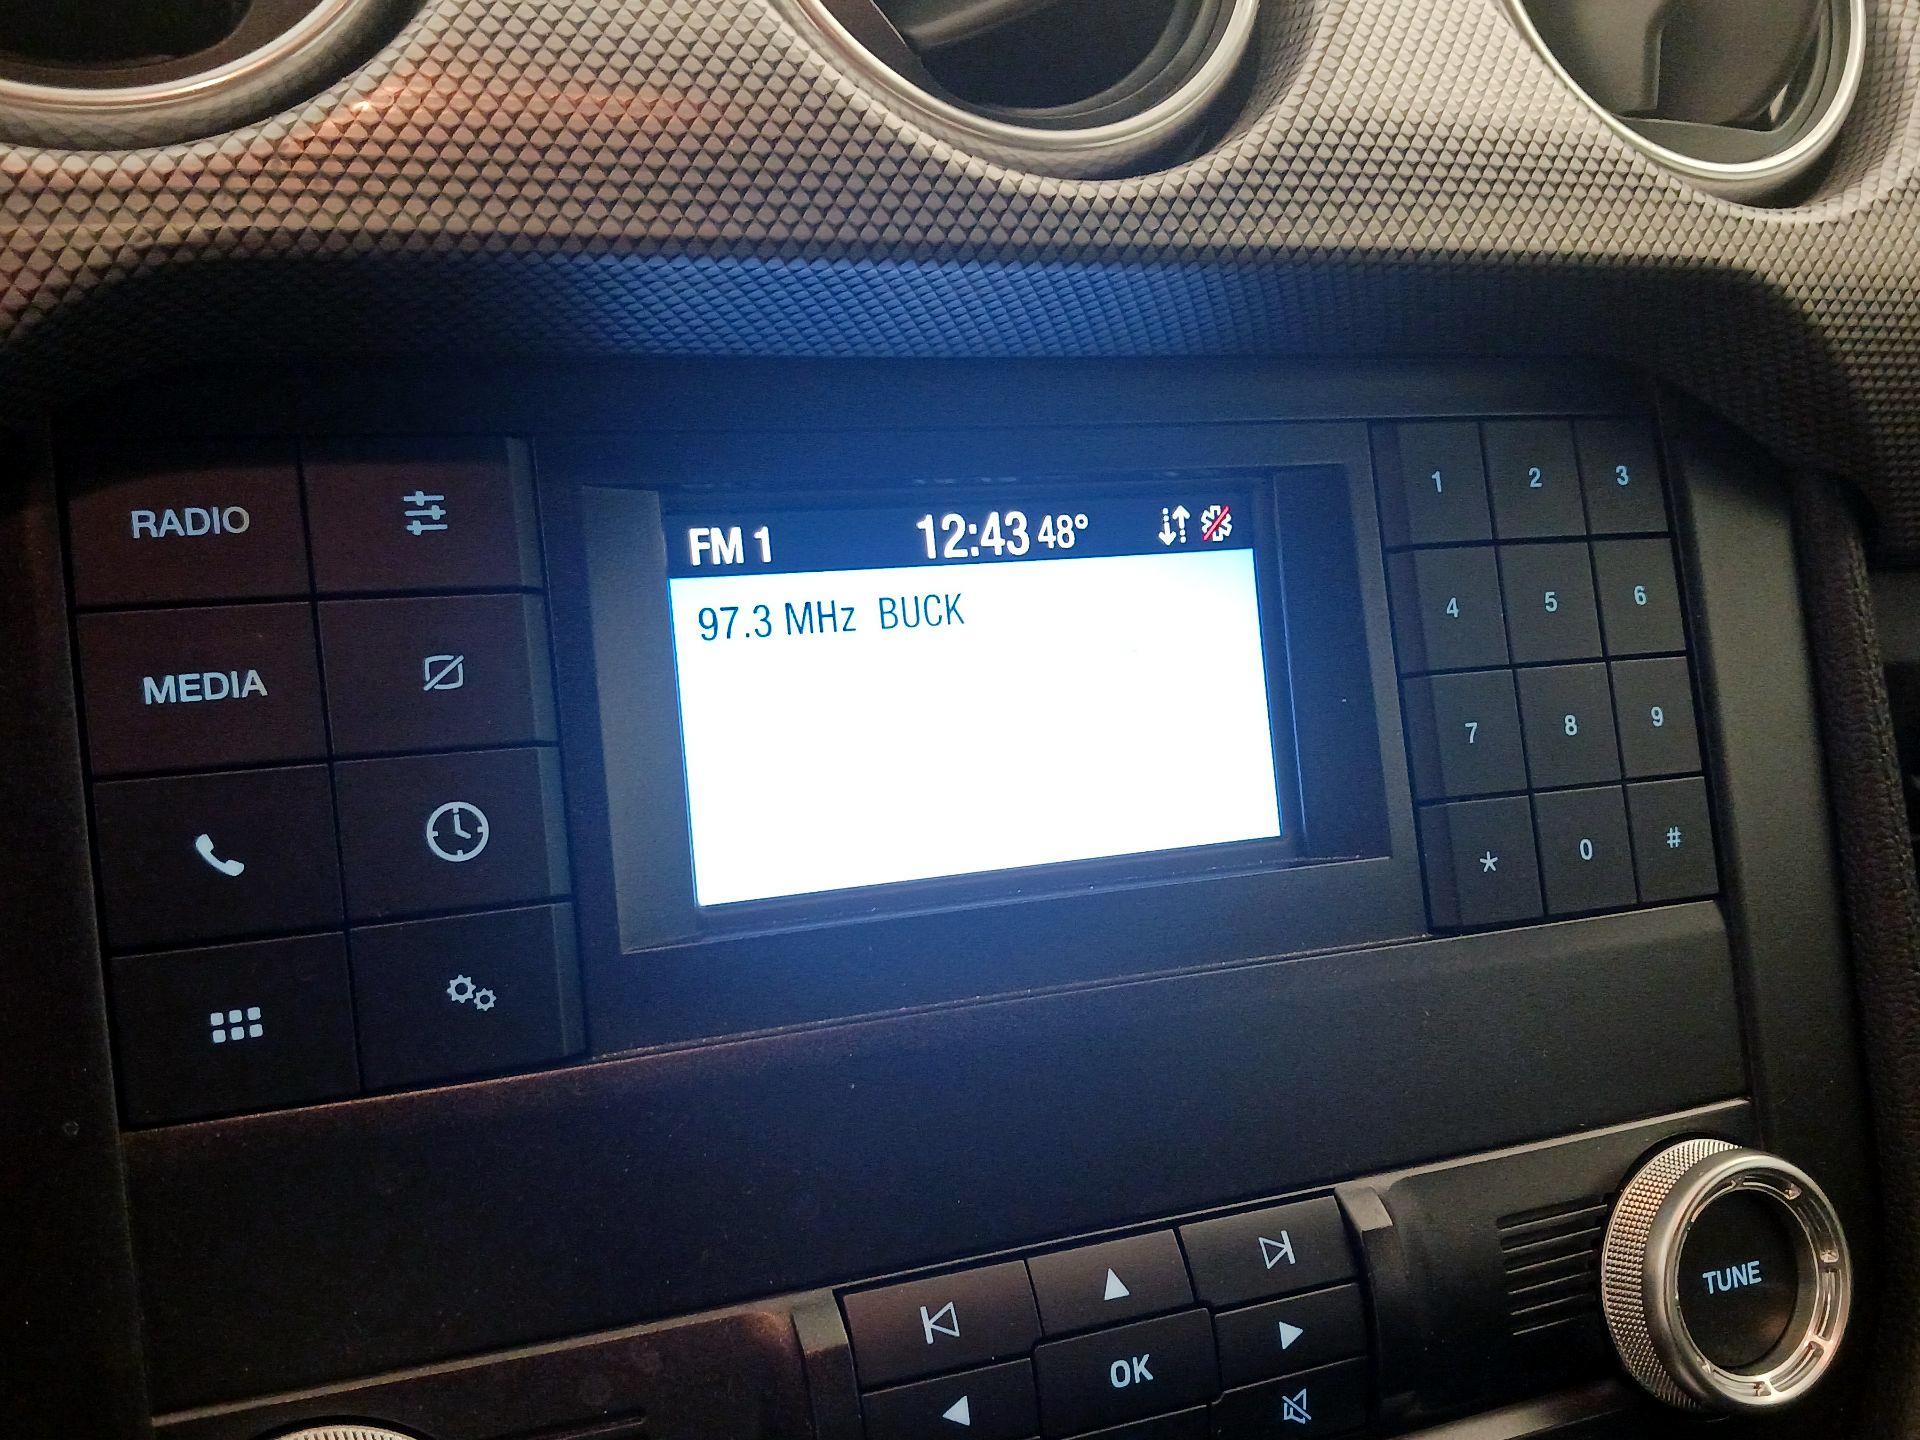 RADIO
MEDIA
FM 1 12:43 48°
97.3 MHz BUCK
1 2 3
4 5 6
7 8 9
* 0 #
OK
TUNE